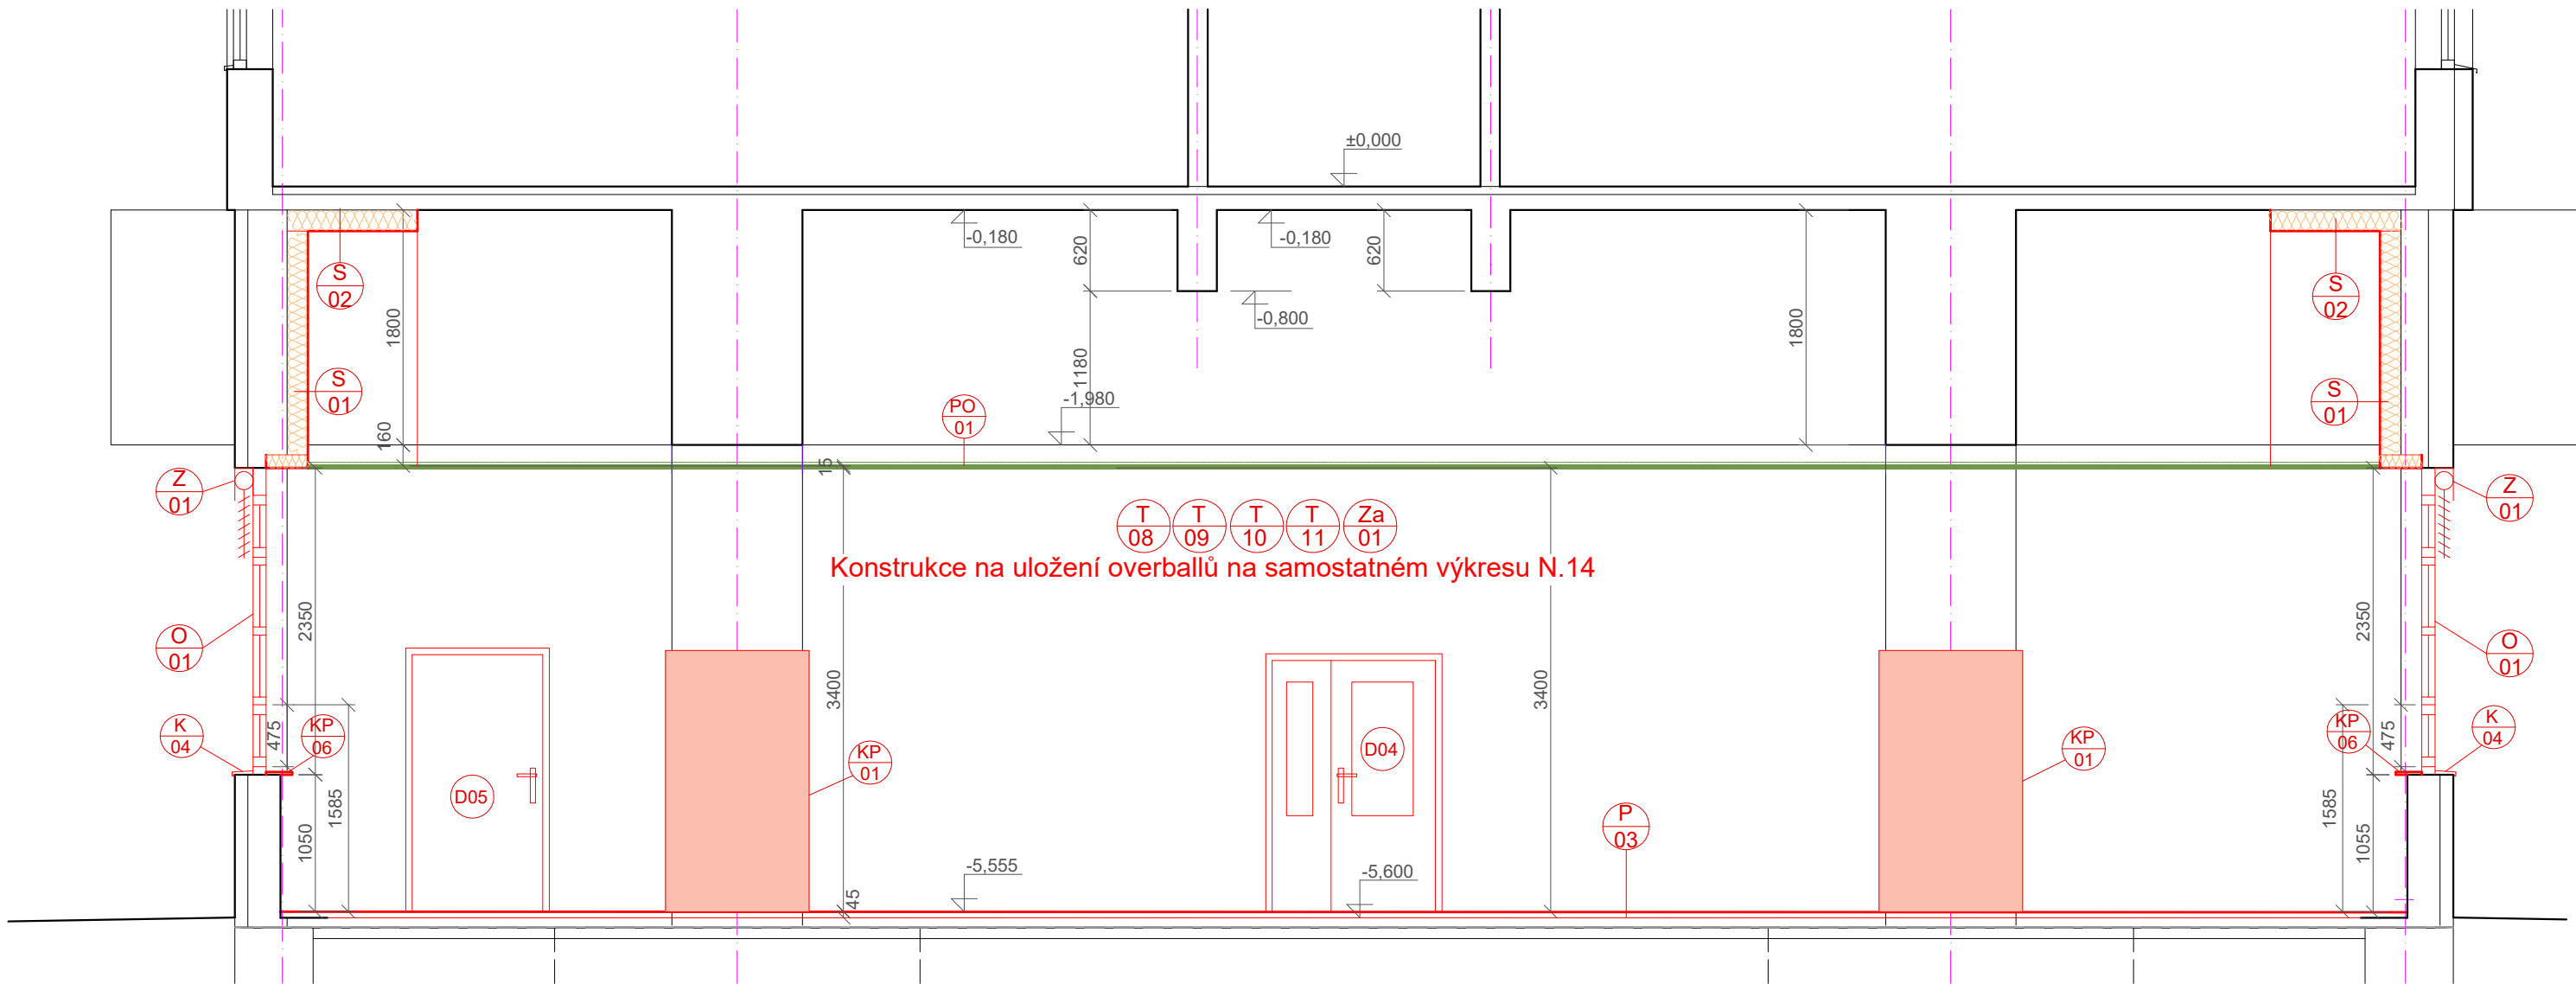 ±0,000
-0,180
-0,180
620
620
-0,800
1800
1180
1800
-1,980
160
15
S
02
S
02
S
01
S
01
PO
01
Z
01
Z
01
T
08
T
09
T
10
T
11
Za
01
Konstrukce na uložení overballů na samostatném výkresu N.14
2350
2350
O
01
O
01
3400
3400
475
475
K
04
KP
06
KP
06
K
04
D05
KP
01
D04
KP
01
1585
1585
1050
1055
P
03
-5,555
-5,600
45